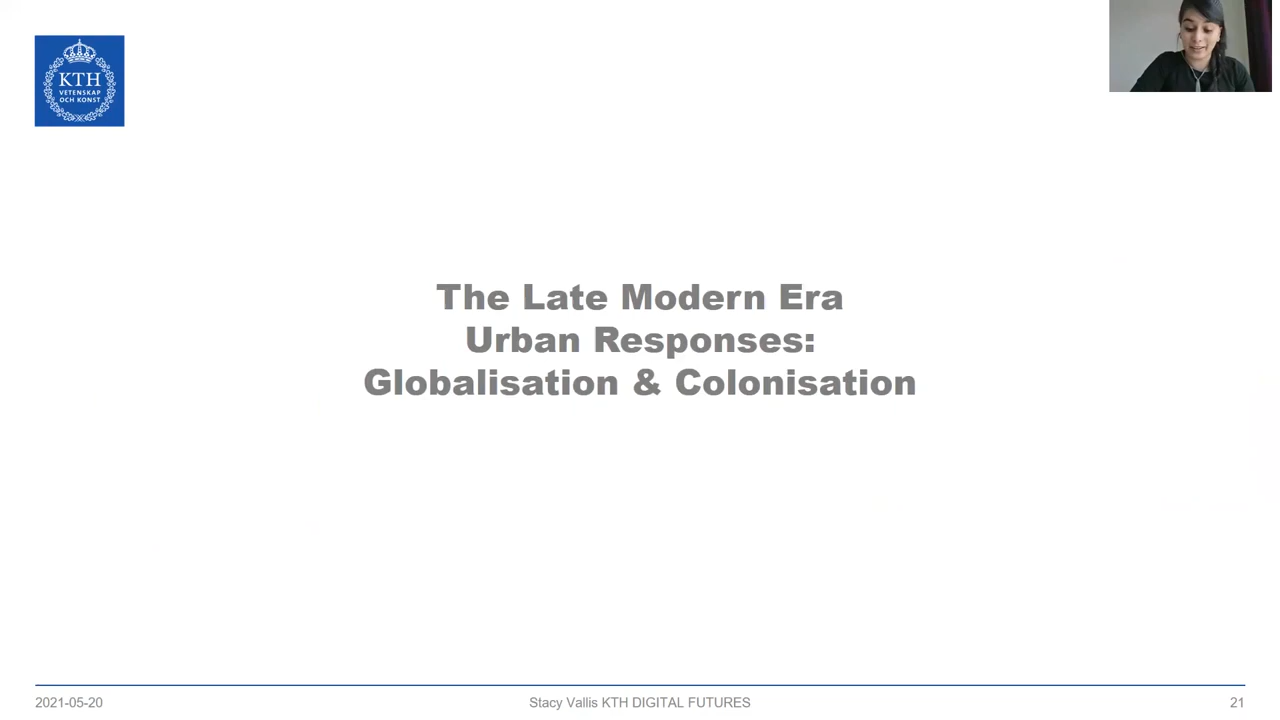 KTH
VETENSKAP
OCH KONST
The Late Modern Era
Urban Responses:
Globalisation & Colonisation
2021-05-20
Stacy Vallis KTH DIGITAL FUTURES
21